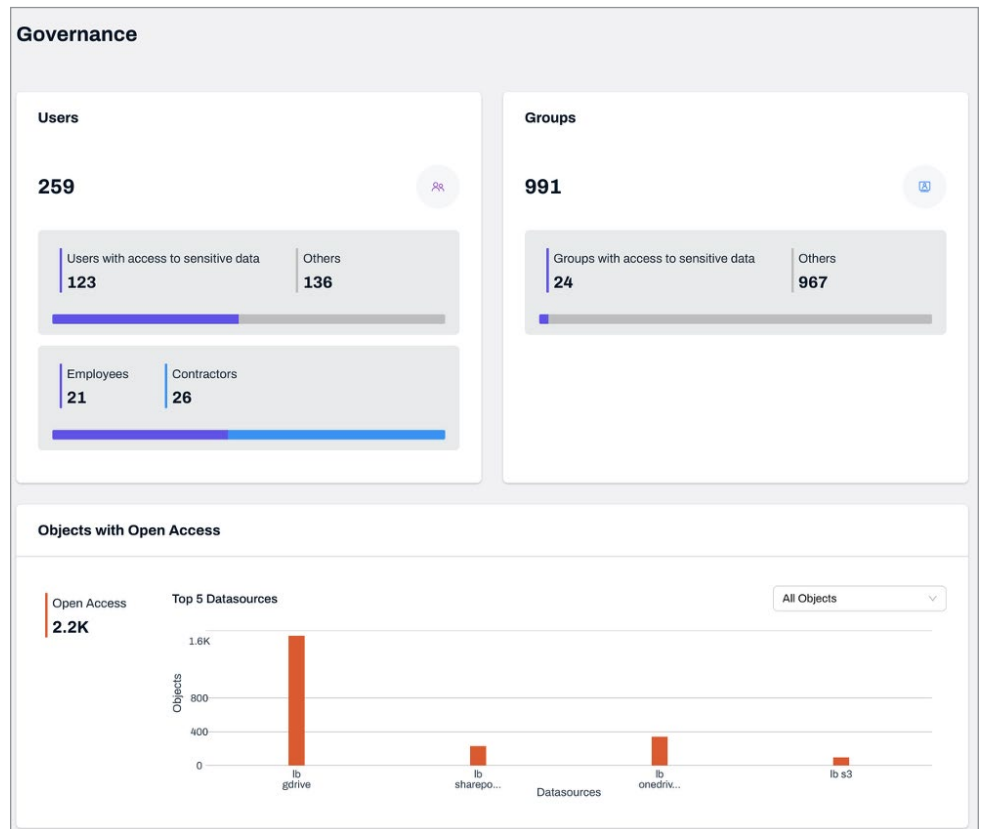 Governance
Users
259
Users with access to sensitive data
123
Others
136
Employees
21
Contractors
26
Groups
991
Groups with access to sensitive data
24
Others
967
Objects with Open Access
Open Access
2.2K
Top 5 Datasources
All Objects
Objects
1.6K
800
400
0
lb
gdrive
lb
sharepo...
lb
onedriv...
lb s3
Datasources